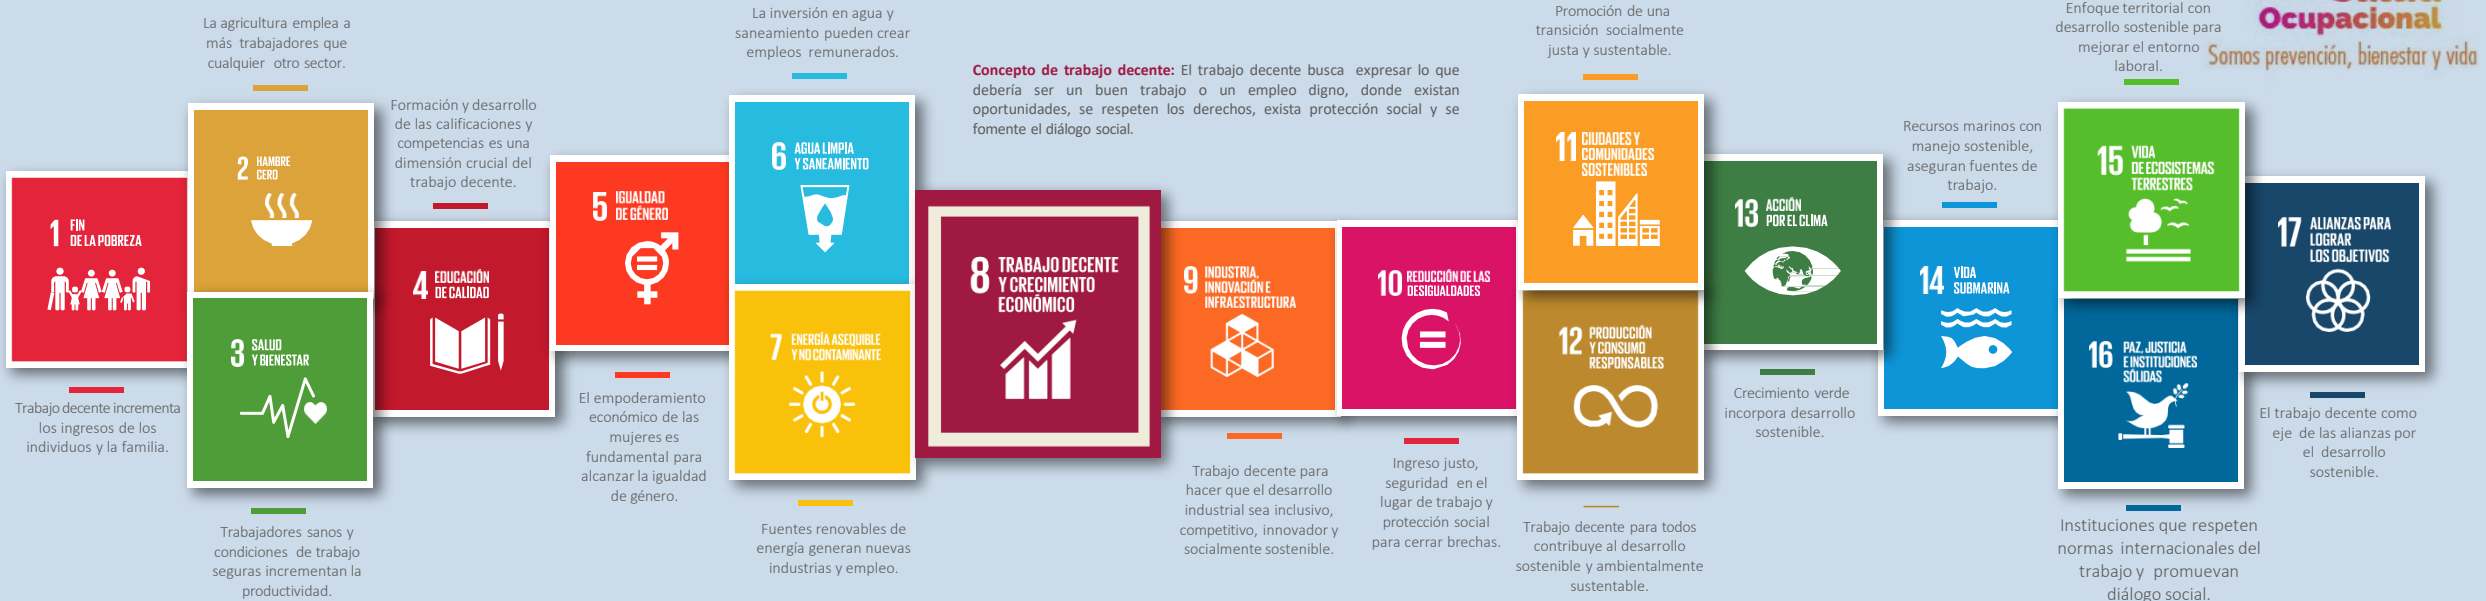 La agricultura emplea a
más trabajadores que
cualquier otro sector.
La inversión en agua y
saneamiento pueden crear
empleos remunerados.
Promoción de una
transición socialmente
justa y sustentable.
Enfoque territorial con
desarrollo sostenible para
mejorar el entorno
laboral.
Ocupacional
Somos prevención, bienestar y vida
Concepto de trabajo decente: El trabajo decente busca expresar lo que
debería ser un buen trabajo o un empleo digno, donde existan
oportunidades, se respeten los derechos, exista protección social y se
fomente el diálogo social.
Formación y desarrollo
de las calificaciones y
competencias es una
dimensión crucial del
trabajo decente.
Recursos marinos con
manejo sostenible,
aseguran fuentes de
trabajo.
1 FIN
DE LA POBREZA
2 HAMBRE
CERO
3 SALUD
Y BIENESTAR
4 EDUCACIÓN
DE CALIDAD
5 IGUALDAD
DE GÉNERO
6 AGUA LIMPIA
Y SANEAMIENTO
7 ENERGÍA ASEQUIBLE
Y NO CONTAMINANTE
8 TRABAJO DECENTE
Y CRECIMIENTO
ECONÓMICO
9 INDUSTRIA,
INNOVACIÓN E
INFRAESTRUCTURA
10 REDUCCIÓN DE LAS
DESIGUALDADES
11 CIUDADES Y
COMUNIDADES
SOSTENIBLES
12 PRODUCCIÓN
Y CONSUMO
RESPONSABLES
13 ACCIÓN
POR EL CLIMA
14 VIDA
SUBMARINA
15 VIDA
DE ECOSISTEMAS
TERRESTRES
16 PAZ, JUSTICIA
E INSTITUCIONES
SÓLIDAS
17 ALIANZAS PARA
LOGRAR
LOS OBJETIVOS
Trabajo decente incrementa
los ingresos de los
individuos y la familia.
Trabajadores sanos y
condiciones de trabajo
seguras incrementan la
productividad.
El empoderamiento
económico de las
mujeres es
fundamental para
alcanzar la igualdad
de género.
Fuentes renovables de
energía generan nuevas
industrias y empleo.
Trabajo decente para
hacer que el desarrollo
industrial sea inclusivo,
competitivo, innovador y
socialmente sostenible.
Ingreso justo,
seguridad en el
lugar de trabajo y
protección social
para cerrar brechas.
Trabajo decente para todos
contribuye al desarrollo
sostenible y ambientalmente
sustentable.
Crecimiento verde
incorpora desarrollo
sostenible.
Instituciones que respeten
normas internacionales del
trabajo y promuevan
diálogo social.
El trabajo decente como
eje de las alianzas por
el desarrollo
sostenible.